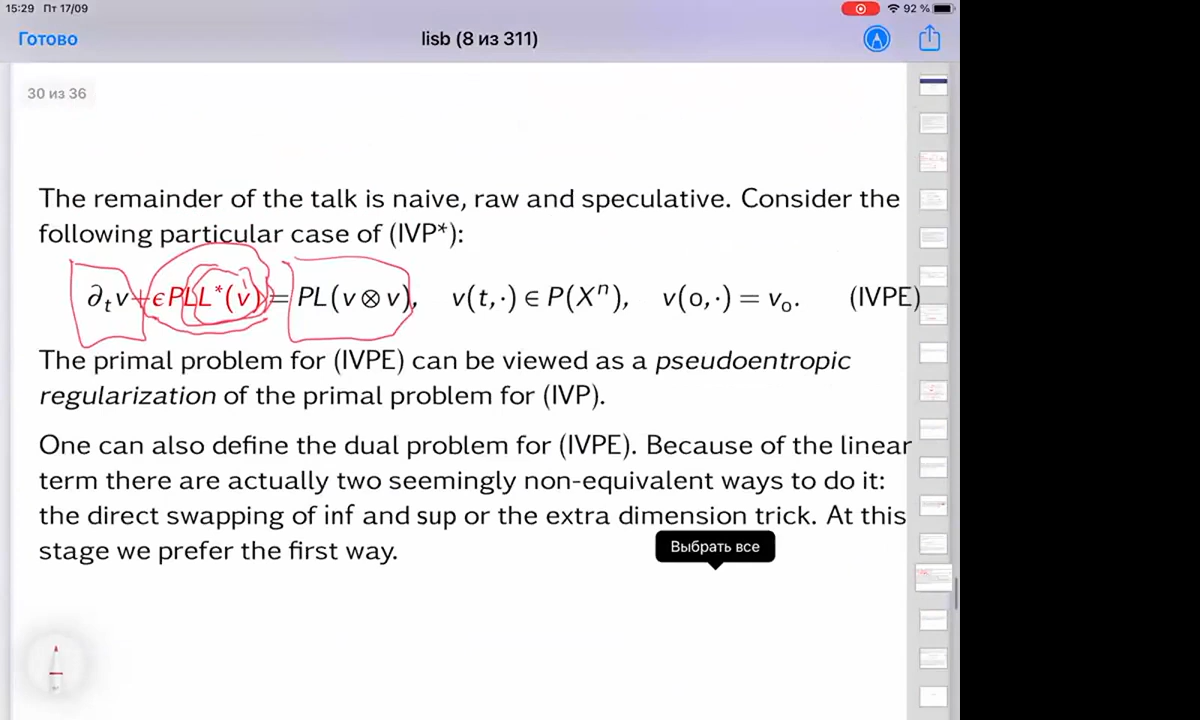 15:29 Пт 17/09
92 %
Готово
lisb (8 из 311)
30 из 36
The remainder of the talk is naive, raw and speculative. Consider the
following particular case of (IVP*):
∂ₜv + ϵPLL*(v) = PL(v ⊗ v), v(t, ·) ∈ P(Xⁿ), v(0, ·) = v₀. (IVPE)
The primal problem for (IVPE) can be viewed as a pseudoentropic
regularization of the primal problem for (IVP).
One can also define the dual problem for (IVPE). Because of the linear
term there are actually two seemingly non-equivalent ways to do it:
the direct swapping of inf and sup or the extra dimension trick. At this
stage we prefer the first way.
Выбрать все